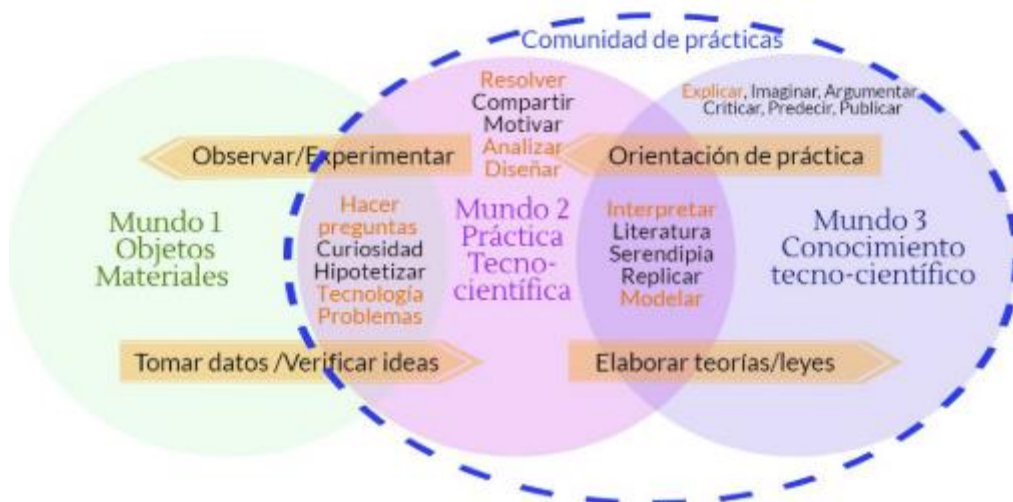 Comunidad de prácticas
Resolver
Compartir
Motivar
Analizar
Diseñar
Explicar, Imaginar, Argumentar,
Criticar, Predecir, Publicar
Observar/Experimentar
Orientación de práctica
Mundo 1
Objetos
Materiales
Hacer
preguntas
Curiosidad
Hipotetizar
Tecnología
Problemas
Mundo 2
Práctica
Tecno-
científica
Interpretar
Literatura
Serendipia
Replicar
Modelar
Mundo 3
Conocimiento
tecno-científico
Tomar datos /Verificar ideas
Elaborar teorías/leyes